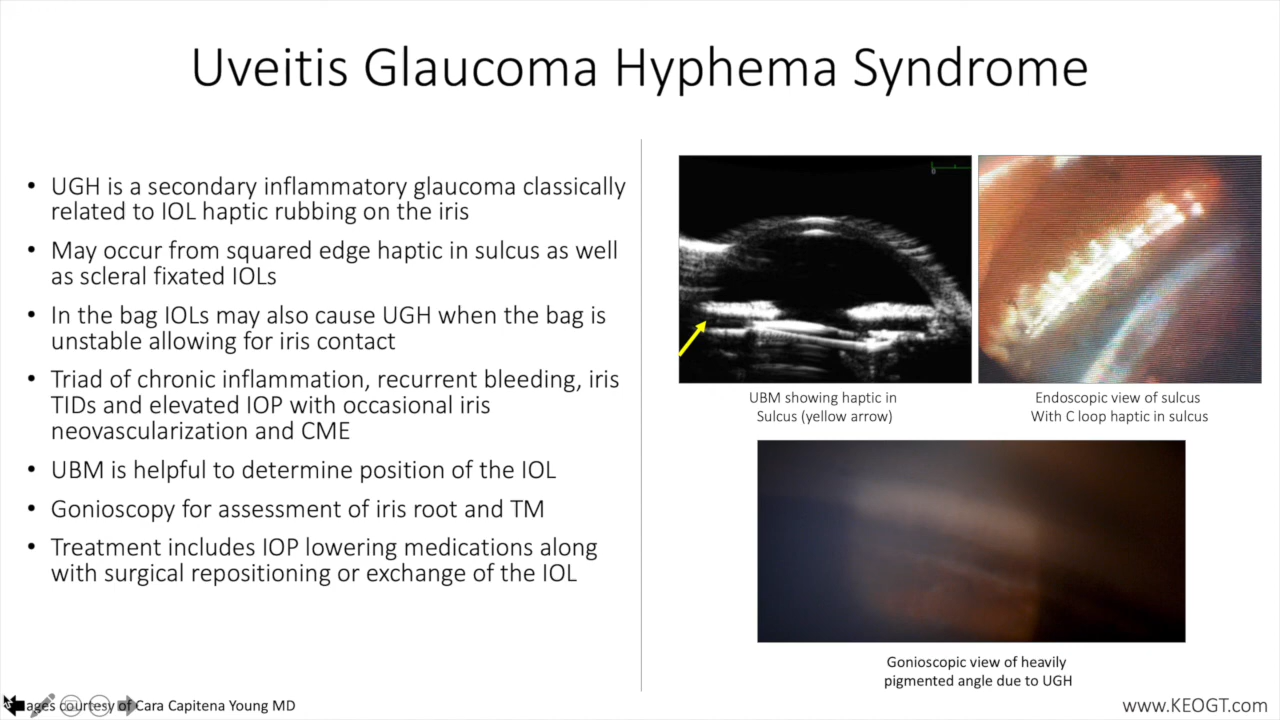 Uveitis Glaucoma Hyphema Syndrome
• UGH is a secondary inflammatory glaucoma classically
related to IOL haptic rubbing on the iris
• May occur from squared edge haptic in sulcus as well
as scleral fixated IOLs
• In the bag IOLs may also cause UGH when the bag is
unstable allowing for iris contact
• Triad of chronic inflammation, recurrent bleeding, iris
TIDs and elevated IOP with occasional iris
neovascularization and CME
• UBM is helpful to determine position of the IOL
• Gonioscopy for assessment of iris root and TM
• Treatment includes IOP lowering medications along
with surgical repositioning or exchange of the IOL
UBM showing haptic in
Sulcus (yellow arrow)
Endoscopic view of sulcus
With C loop haptic in sulcus
Gonioscopic view of heavily
pigmented angle due to UGH
courtesy of Cara Capitena Young MD
www.KEOGT.com